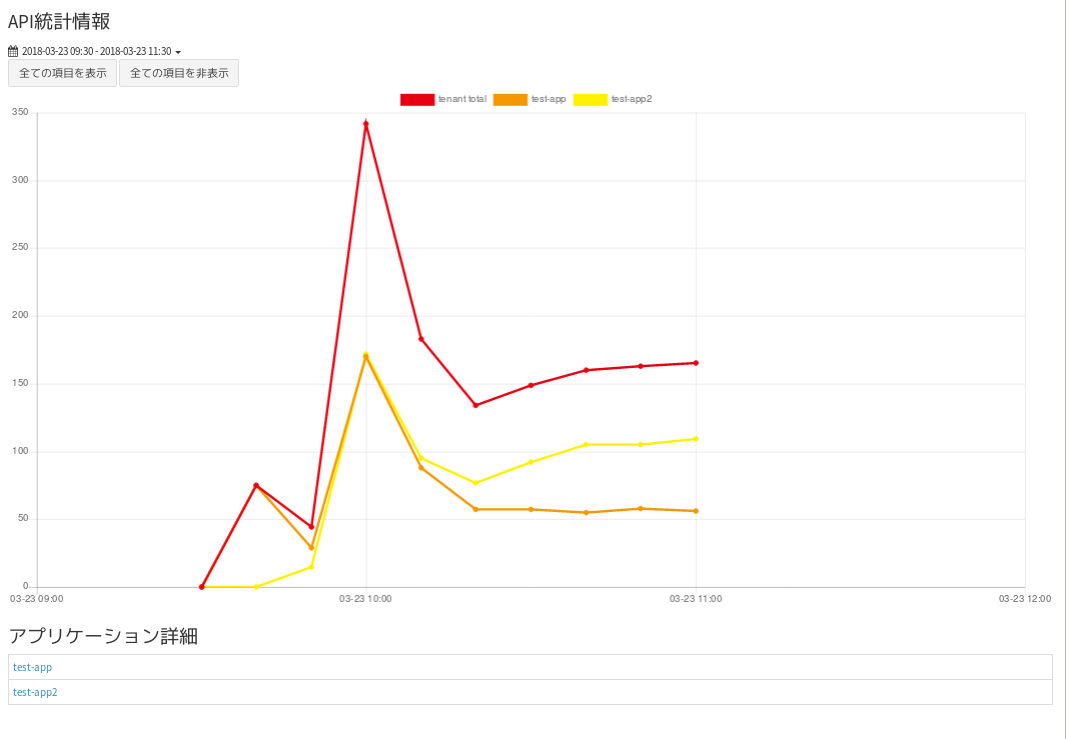 API統計情報
2018-03-23 09:30 - 2018-03-23 11:30
全ての項目を表示 全ての項目を非表示
tenant total test-app test-app2
350
300
250
200
150
100
50
0
03-23 09:00 03-23 10:00 03-23 11:00 03-23 12:00
アプリケーション詳細
test-app
test-app2